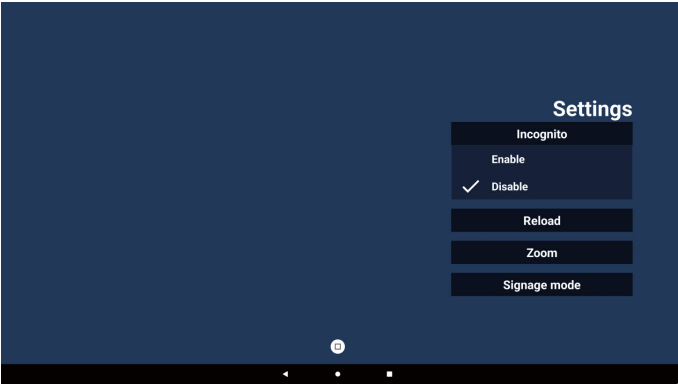 Settings
Incognito
Enable
Disable
Reload
Zoom
Signage mode